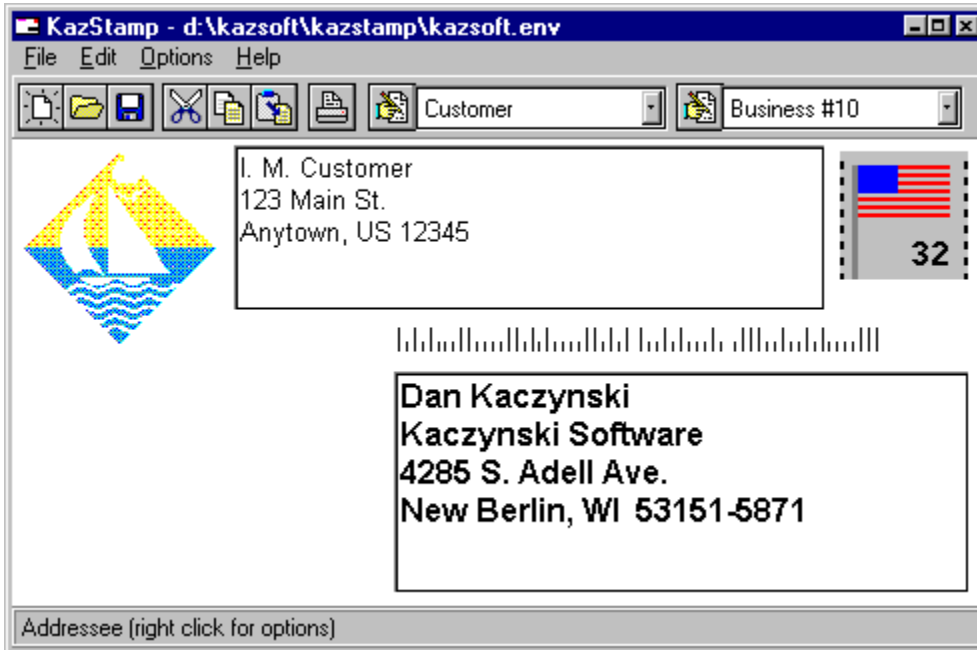 KazStamp - d:\kazsoft\kazstamp\kazsoft.env
File Edit Options Help
Customer Business #10
I. M. Customer
123 Main St.
Anytown, US 12345
32
Dan Kaczynski
Kaczynski Software
4285 S. Adell Ave.
New Berlin, WI 53151-5871
Addressee (right click for options)